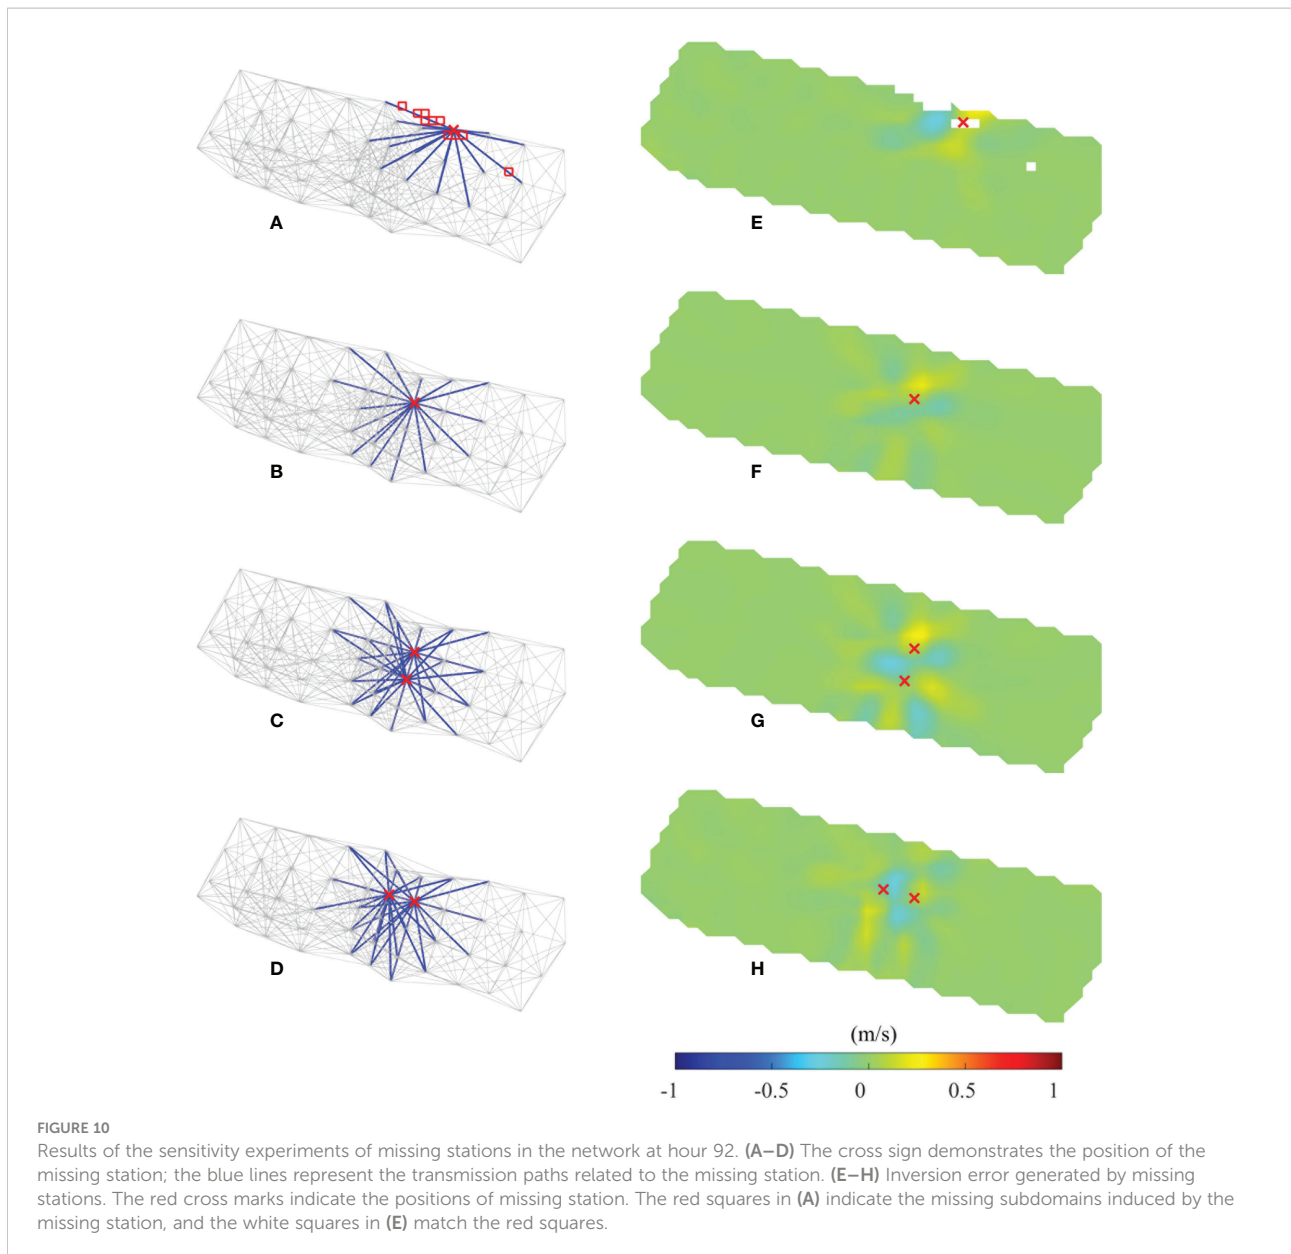 A
E
B
F
C
G
D
H
(m/s)
-1 -0.5 0 0.5 1
FIGURE 10
Results of the sensitivity experiments of missing stations in the network at hour 92. (A–D) The cross sign demonstrates the position of the
missing station; the blue lines represent the transmission paths related to the missing station. (E–H) Inversion error generated by missing
stations. The red cross marks indicate the positions of missing station. The red squares in (A) indicate the missing subdomains induced by the
missing station, and the white squares in (E) match the red squares.